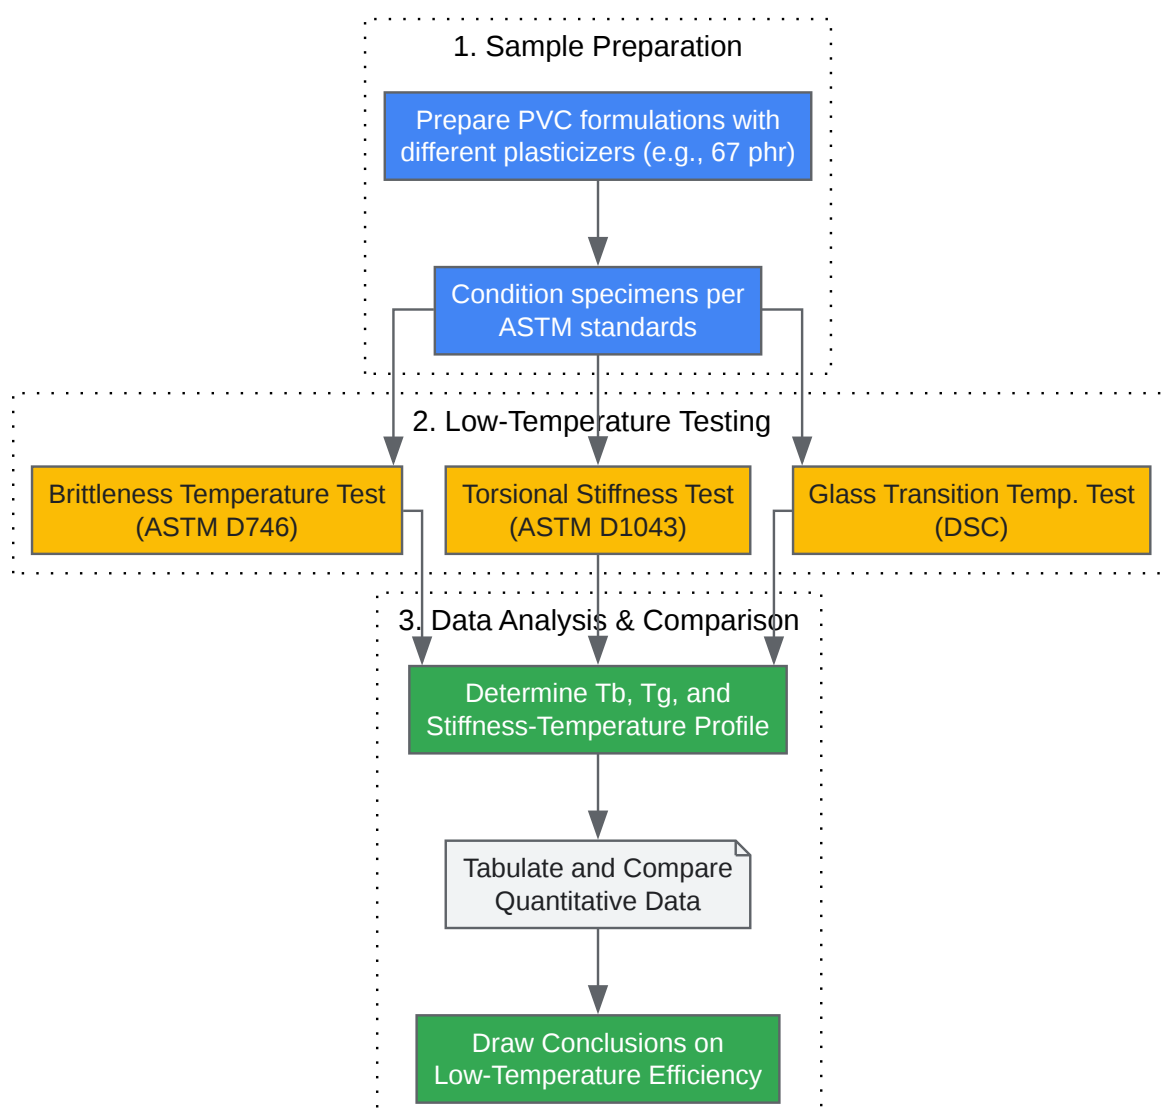 1. Sample Preparation
Prepare PVC formulations with
different plasticizers (e.g., 67 phr)
Condition specimens per
ASTM standards
2. Low-Temperature Testing
Brittleness Temperature Test
(ASTM D746)
Torsional Stiffness Test
(ASTM D1043)
Glass Transition Temp. Test
(DSC)
3. Data Analysis & Comparison
Determine Tb, Tg, and
Stiffness-Temperature Profile
Tabulate and Compare
Quantitative Data
Draw Conclusions on
Low-Temperature Efficiency